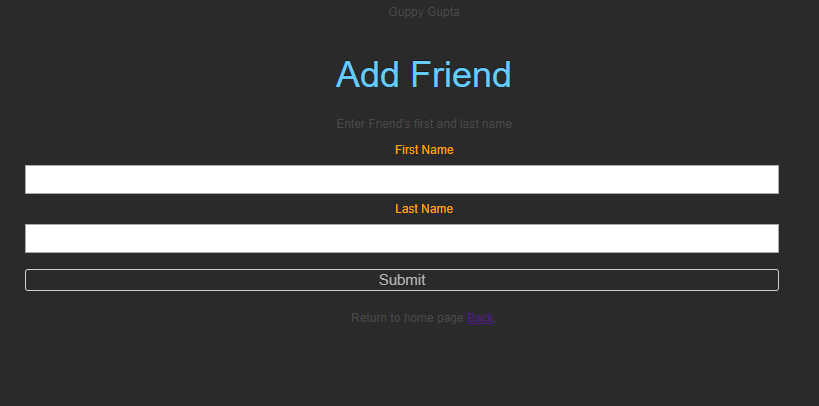 Guppy Gupta
Add Friend
Enter Friend's first and last name
First Name
Last Name
Submit
Return to home page Back.